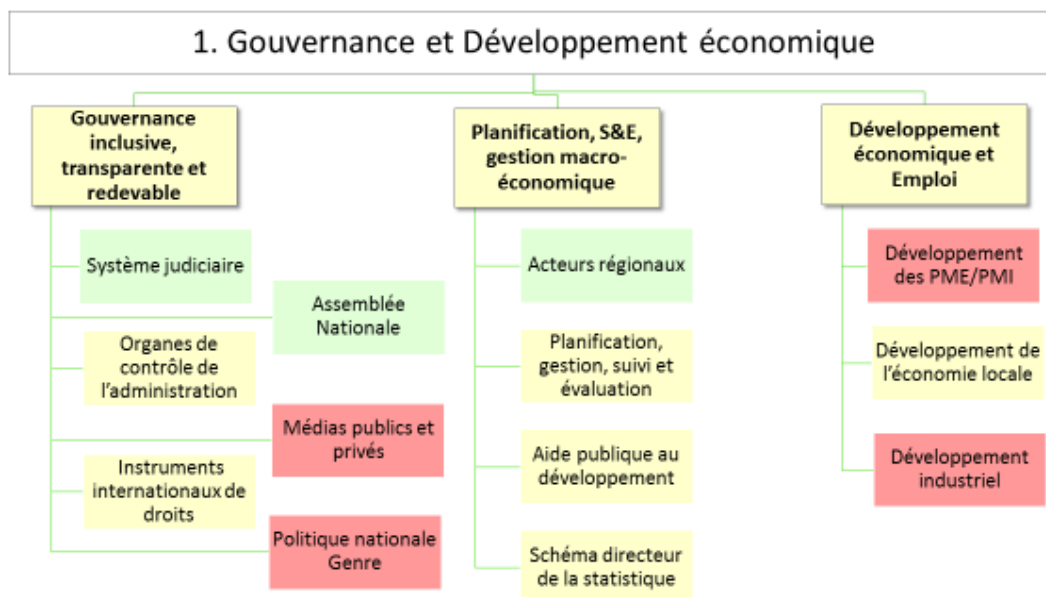 1. Gouvernance et Développement économique
Gouvernance
inclusive,
transparente et
redevable
Système judiciaire
Assemblée
Nationale
Organes de
contrôle de
l'administration
Médias publics et
privés
Instruments
internationaux de
droits
Politique nationale
Genre
Planification, S&E,
gestion macro-
économique
Acteurs régionaux
Planification,
gestion, suivi et
évaluation
Aide publique au
développement
Schéma directeur
de la statistique
Développement
économique et
Emploi
Développement
des PME/PMI
Développement de
l'économie locale
Développement
industriel